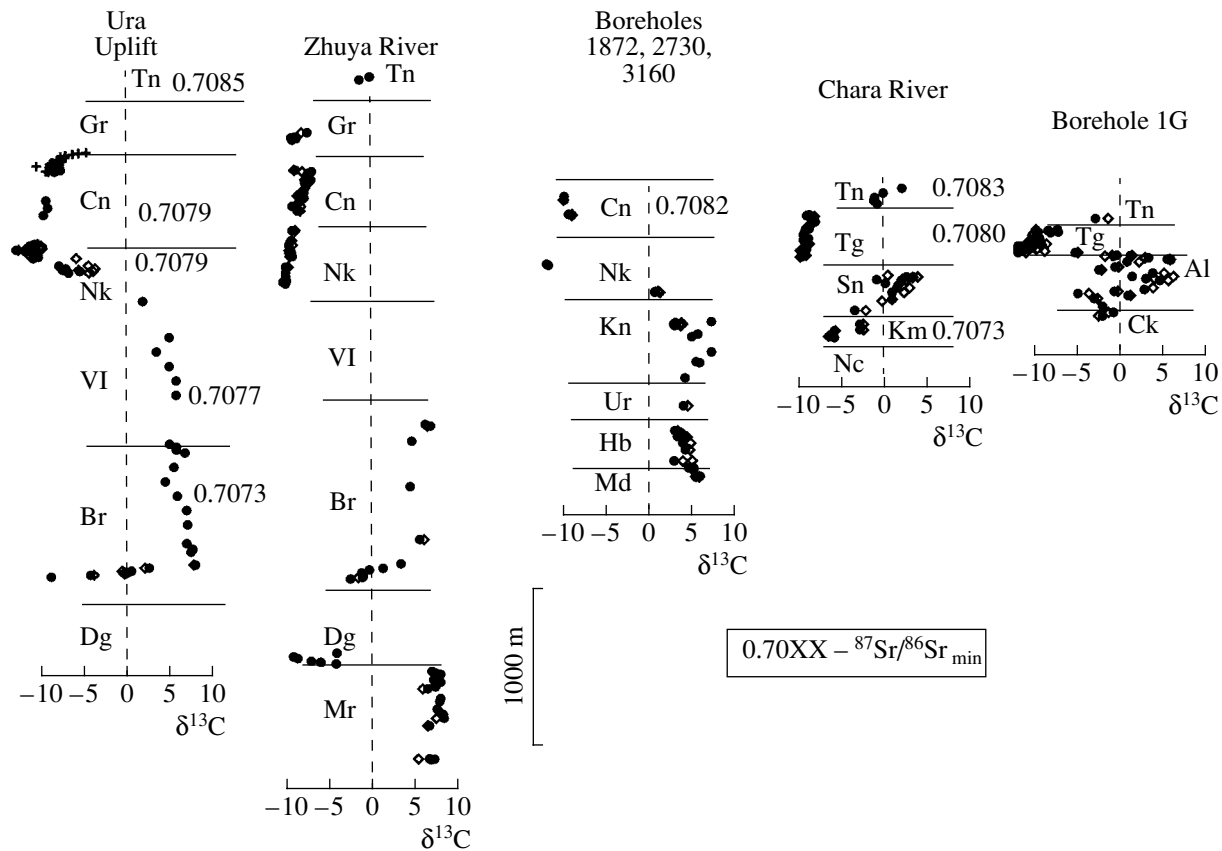 Ura
Uplift
Tn 0.7085
Gr
Cn
0.7079
0.7079
Nk
VI
0.7077
0.7073
Br
Dg
−10 −5 0 5 10
δ¹³C
Zhuya River
Tn
Gr
Cn
Nk
VI
Br
Dg
Mr
−10 −5 0 5 10
δ¹³C
Boreholes
1872, 2730,
3160
Cn 0.7082
Nk
Kn
Ur
Hb
Md
−10 −5 0 5 10
δ¹³C
1000 m
Chara River
Tn 0.7083
Tg 0.7080
Sn
Km 0.7073
Nc
−10 −5 0 5 10
δ¹³C
Borehole 1G
Tn
Tg
Al
Ck
−10 −5 0 5 10
δ¹³C
0.70XX – ⁸⁷Sr/⁸⁶Sr min